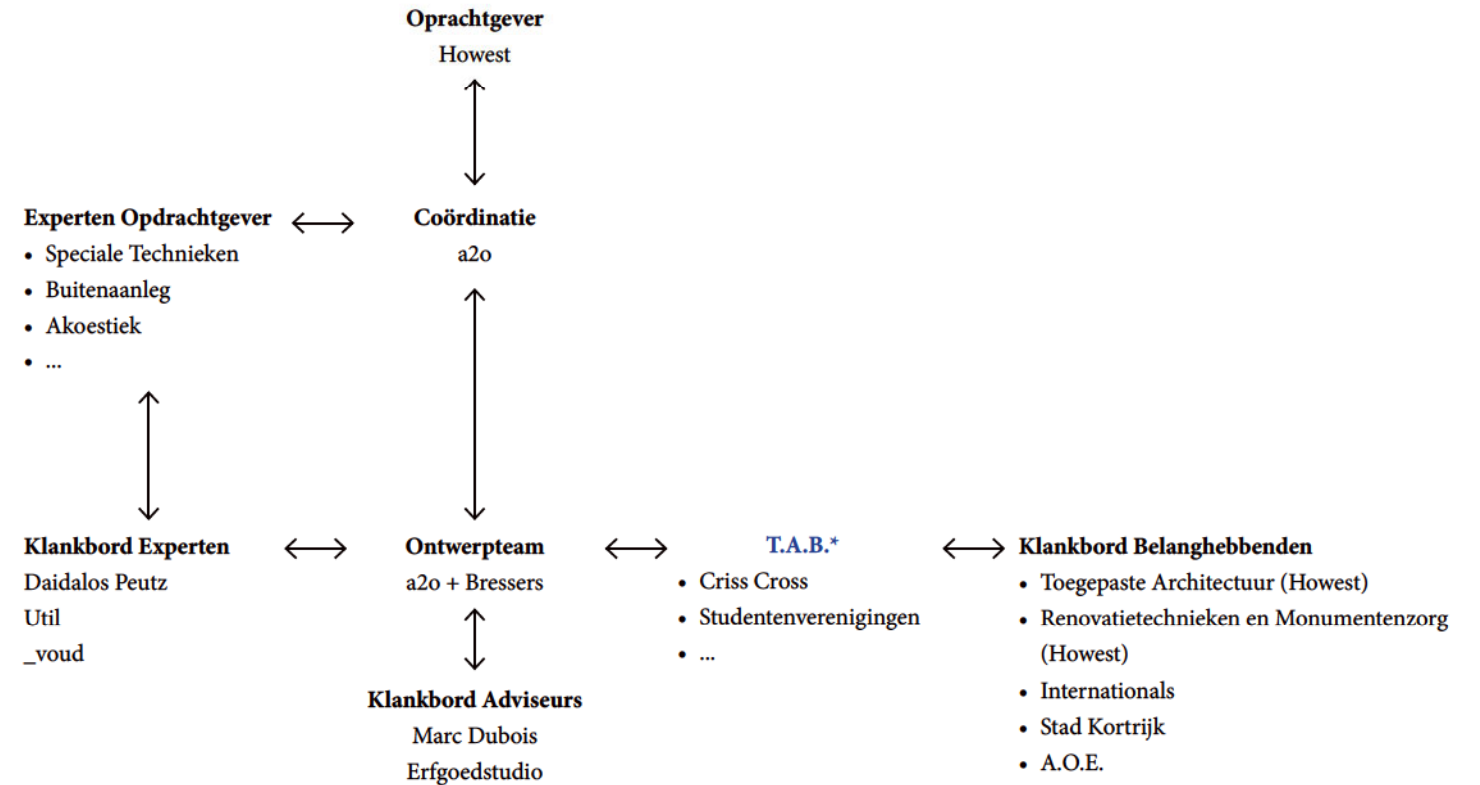 Oprachtgever
Howest
Experten Opdrachtgever
• Speciale Technieken
• Buitenaanleg
• Akoestiek
• ...
Coördinatie
a2o
Klankbord Experten
Daidalos Peutz
Util
_voud
Ontwerpteam
a2o + Bressers
T.A.B.*
• Criss Cross
• Studentenverenigingen
• ...
Klankbord Belanghebbenden
• Toegepaste Architectuur (Howest)
• Renovatietechnieken en Monumentenzorg
(Howest)
• Internationals
• Stad Kortrijk
• A.O.E.
Klankbord Adviseurs
Marc Dubois
Erfgoedstudio